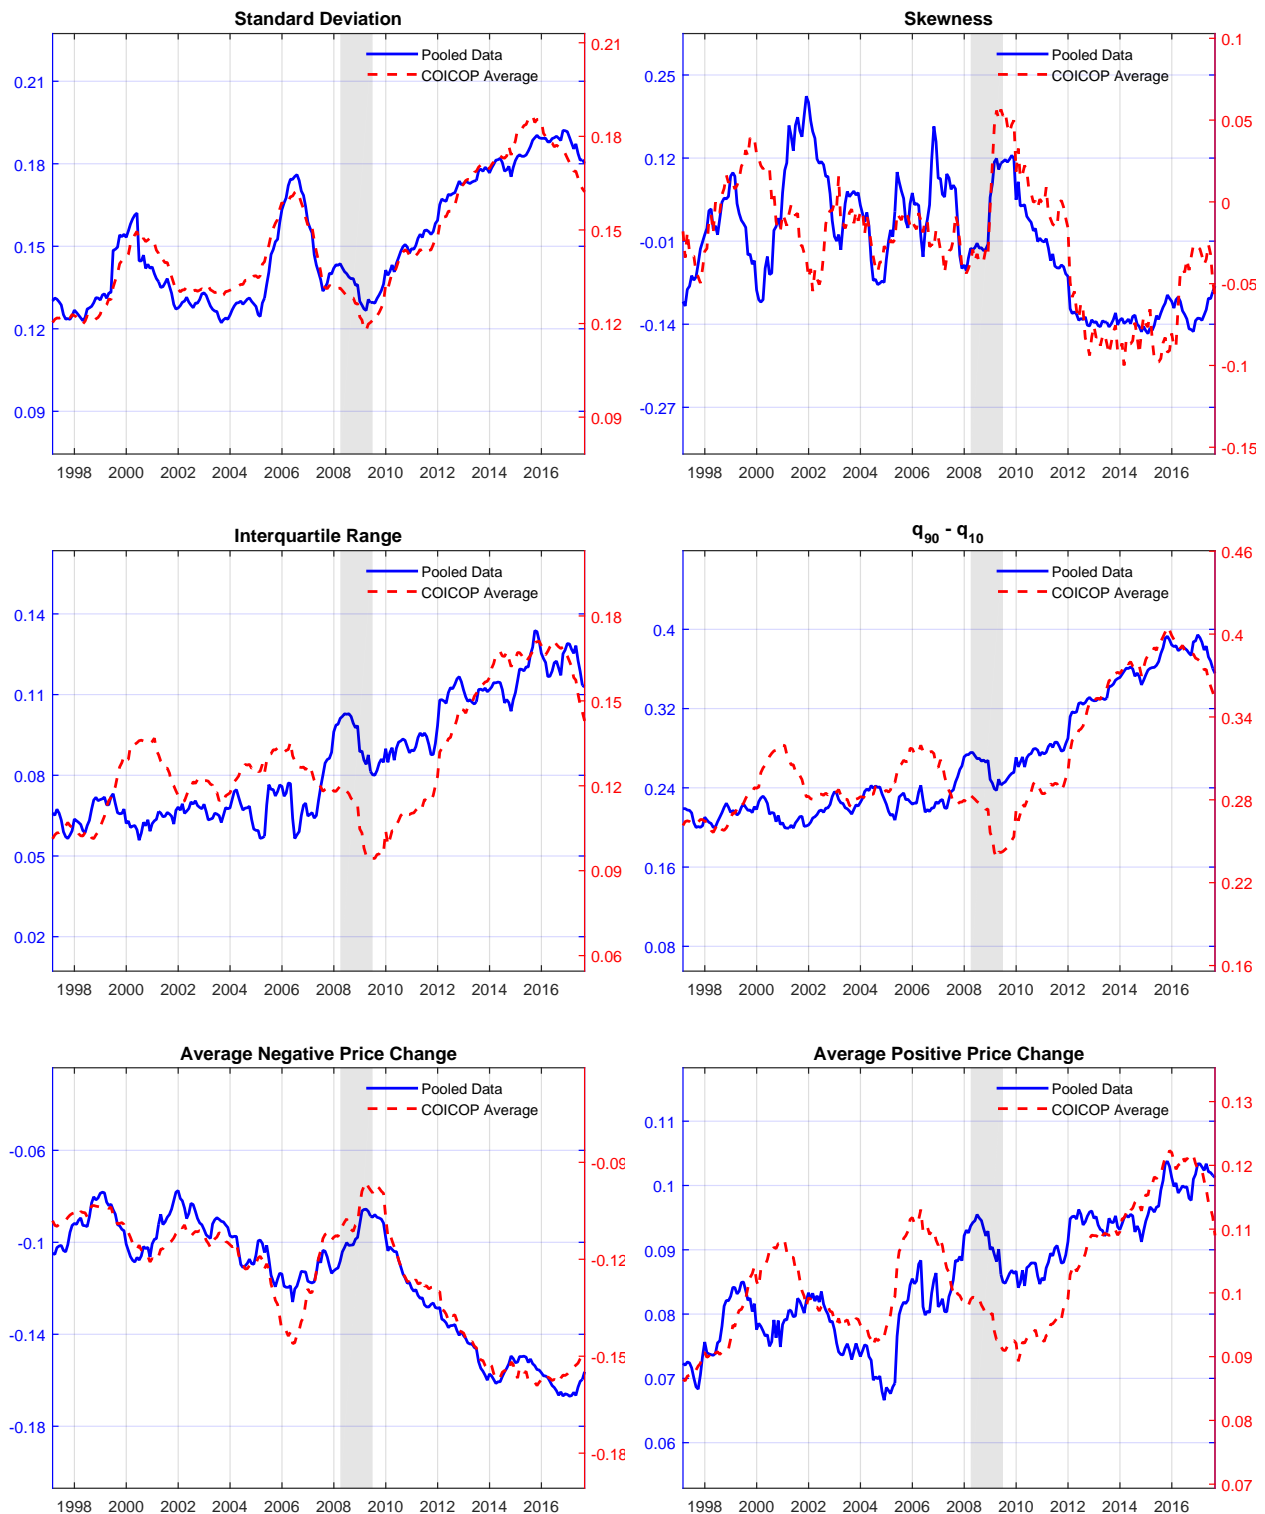 Standard Deviation
Pooled Data
COICOP Average
0.21
0.18
0.15
0.12
0.09
0.21
0.18
0.15
0.12
0.09
1998 2000 2002 2004 2006 2008 2010 2012 2014 2016
Skewness
Pooled Data
COICOP Average
0.25
0.12
-0.01
-0.14
-0.27
0.1
0.05
0
-0.05
-0.1
-0.15
1998 2000 2002 2004 2006 2008 2010 2012 2014 2016
Interquartile Range
Pooled Data
COICOP Average
0.14
0.11
0.08
0.05
0.02
0.18
0.15
0.12
0.09
0.06
1998 2000 2002 2004 2006 2008 2010 2012 2014 2016
q90 - q10
Pooled Data
COICOP Average
0.4
0.32
0.24
0.16
0.08
0.46
0.4
0.34
0.28
0.22
0.16
1998 2000 2002 2004 2006 2008 2010 2012 2014 2016
Average Negative Price Change
Pooled Data
COICOP Average
-0.06
-0.1
-0.14
-0.18
-0.09
-0.12
-0.15
-0.18
1998 2000 2002 2004 2006 2008 2010 2012 2014 2016
Average Positive Price Change
Pooled Data
COICOP Average
0.11
0.1
0.09
0.08
0.07
0.06
0.13
0.12
0.11
0.1
0.09
0.08
0.07
1998 2000 2002 2004 2006 2008 2010 2012 2014 2016